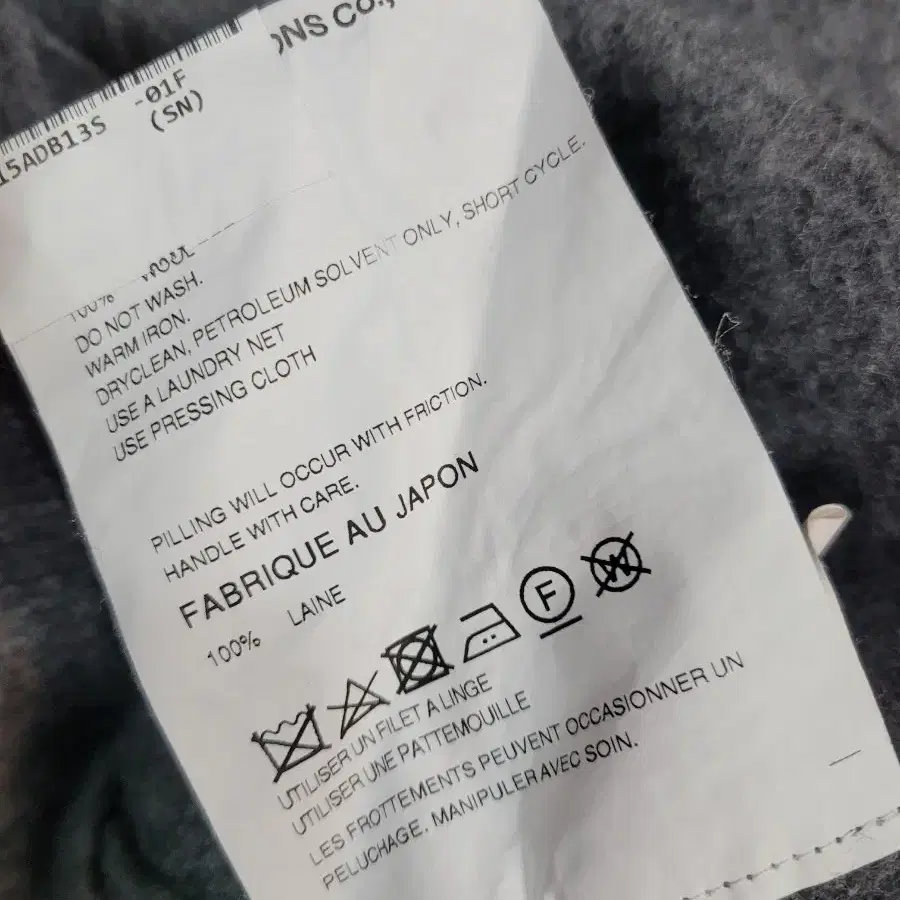 ONS CO.,
15ADB13S -01F
(SN)
100%
DO NOT WASH.
WARM IRON.
DRYCLEAN, PETROLEUM SOLVENT ONLY, SHORT CYCLE.
USE A LAUNDRY NET
USE PRESSING CLOTH
PILLING WILL OCCUR WITH FRICTION.
HANDLE WITH CARE.
FABRIQUE AU JAPON
100% LAINE
F W
UTILISER UN FILET A LINGE
UTILISER UNE PATTEMOUILLE
LES FROTTEMENTS PEUVENT OCCASIONNER UN
PELUCHAGE. MANIPULER AVEC SOIN.